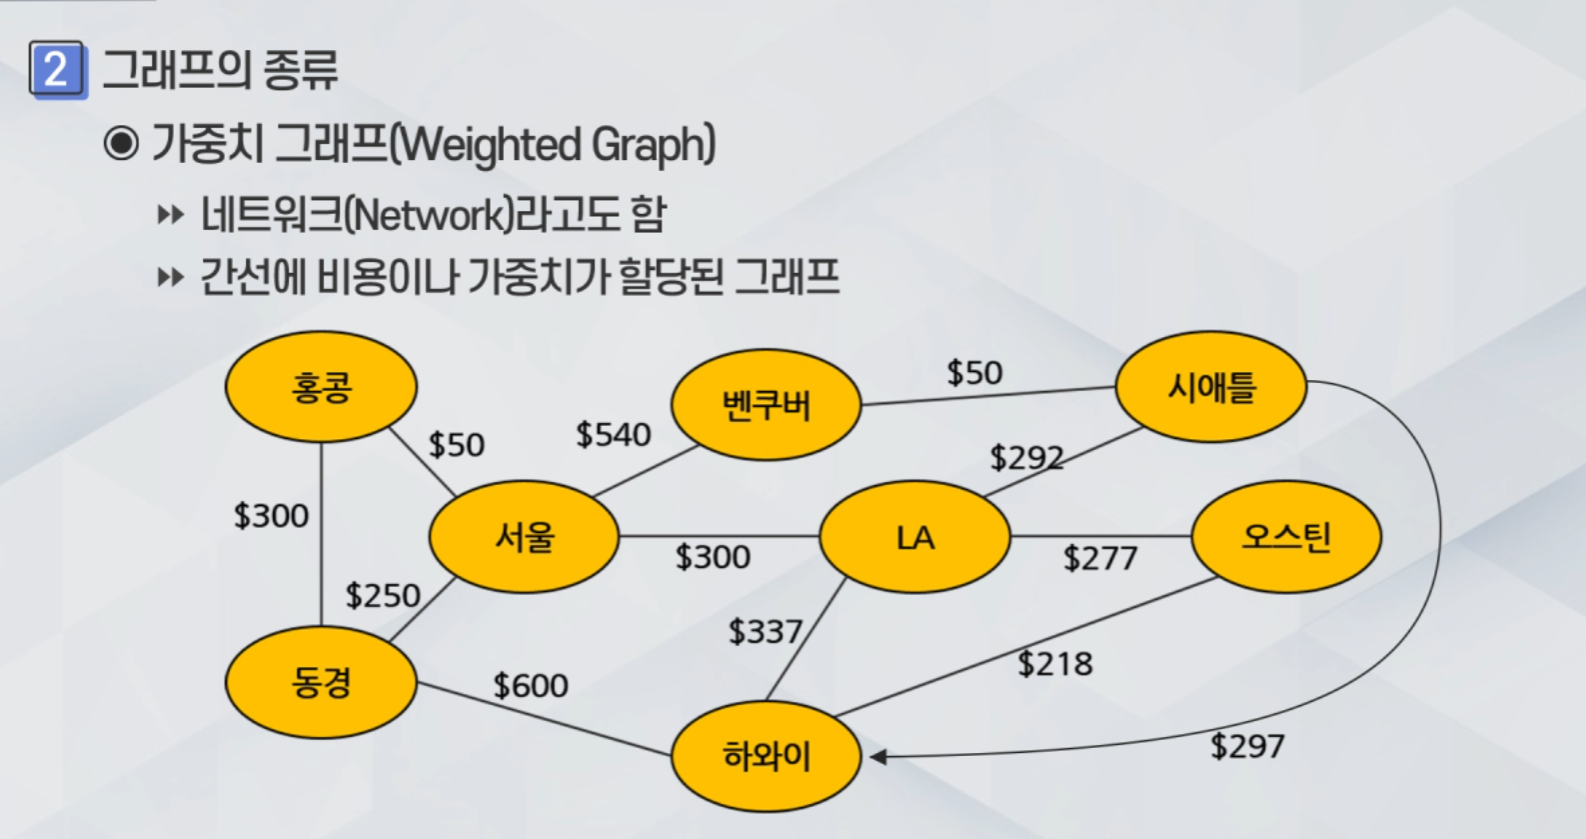 2 그래프의 종류
가중치 그래프(Weighted Graph)
네트워크(Network)라고도 함
간선에 비용이나 가중치가 할당된 그래프
홍콩
벤쿠버
$50
시애틀
$50
$540
$292
$300
서울
LA
오스틴
$300
$277
$250
$337
$218
동경
$600
하와이
$297